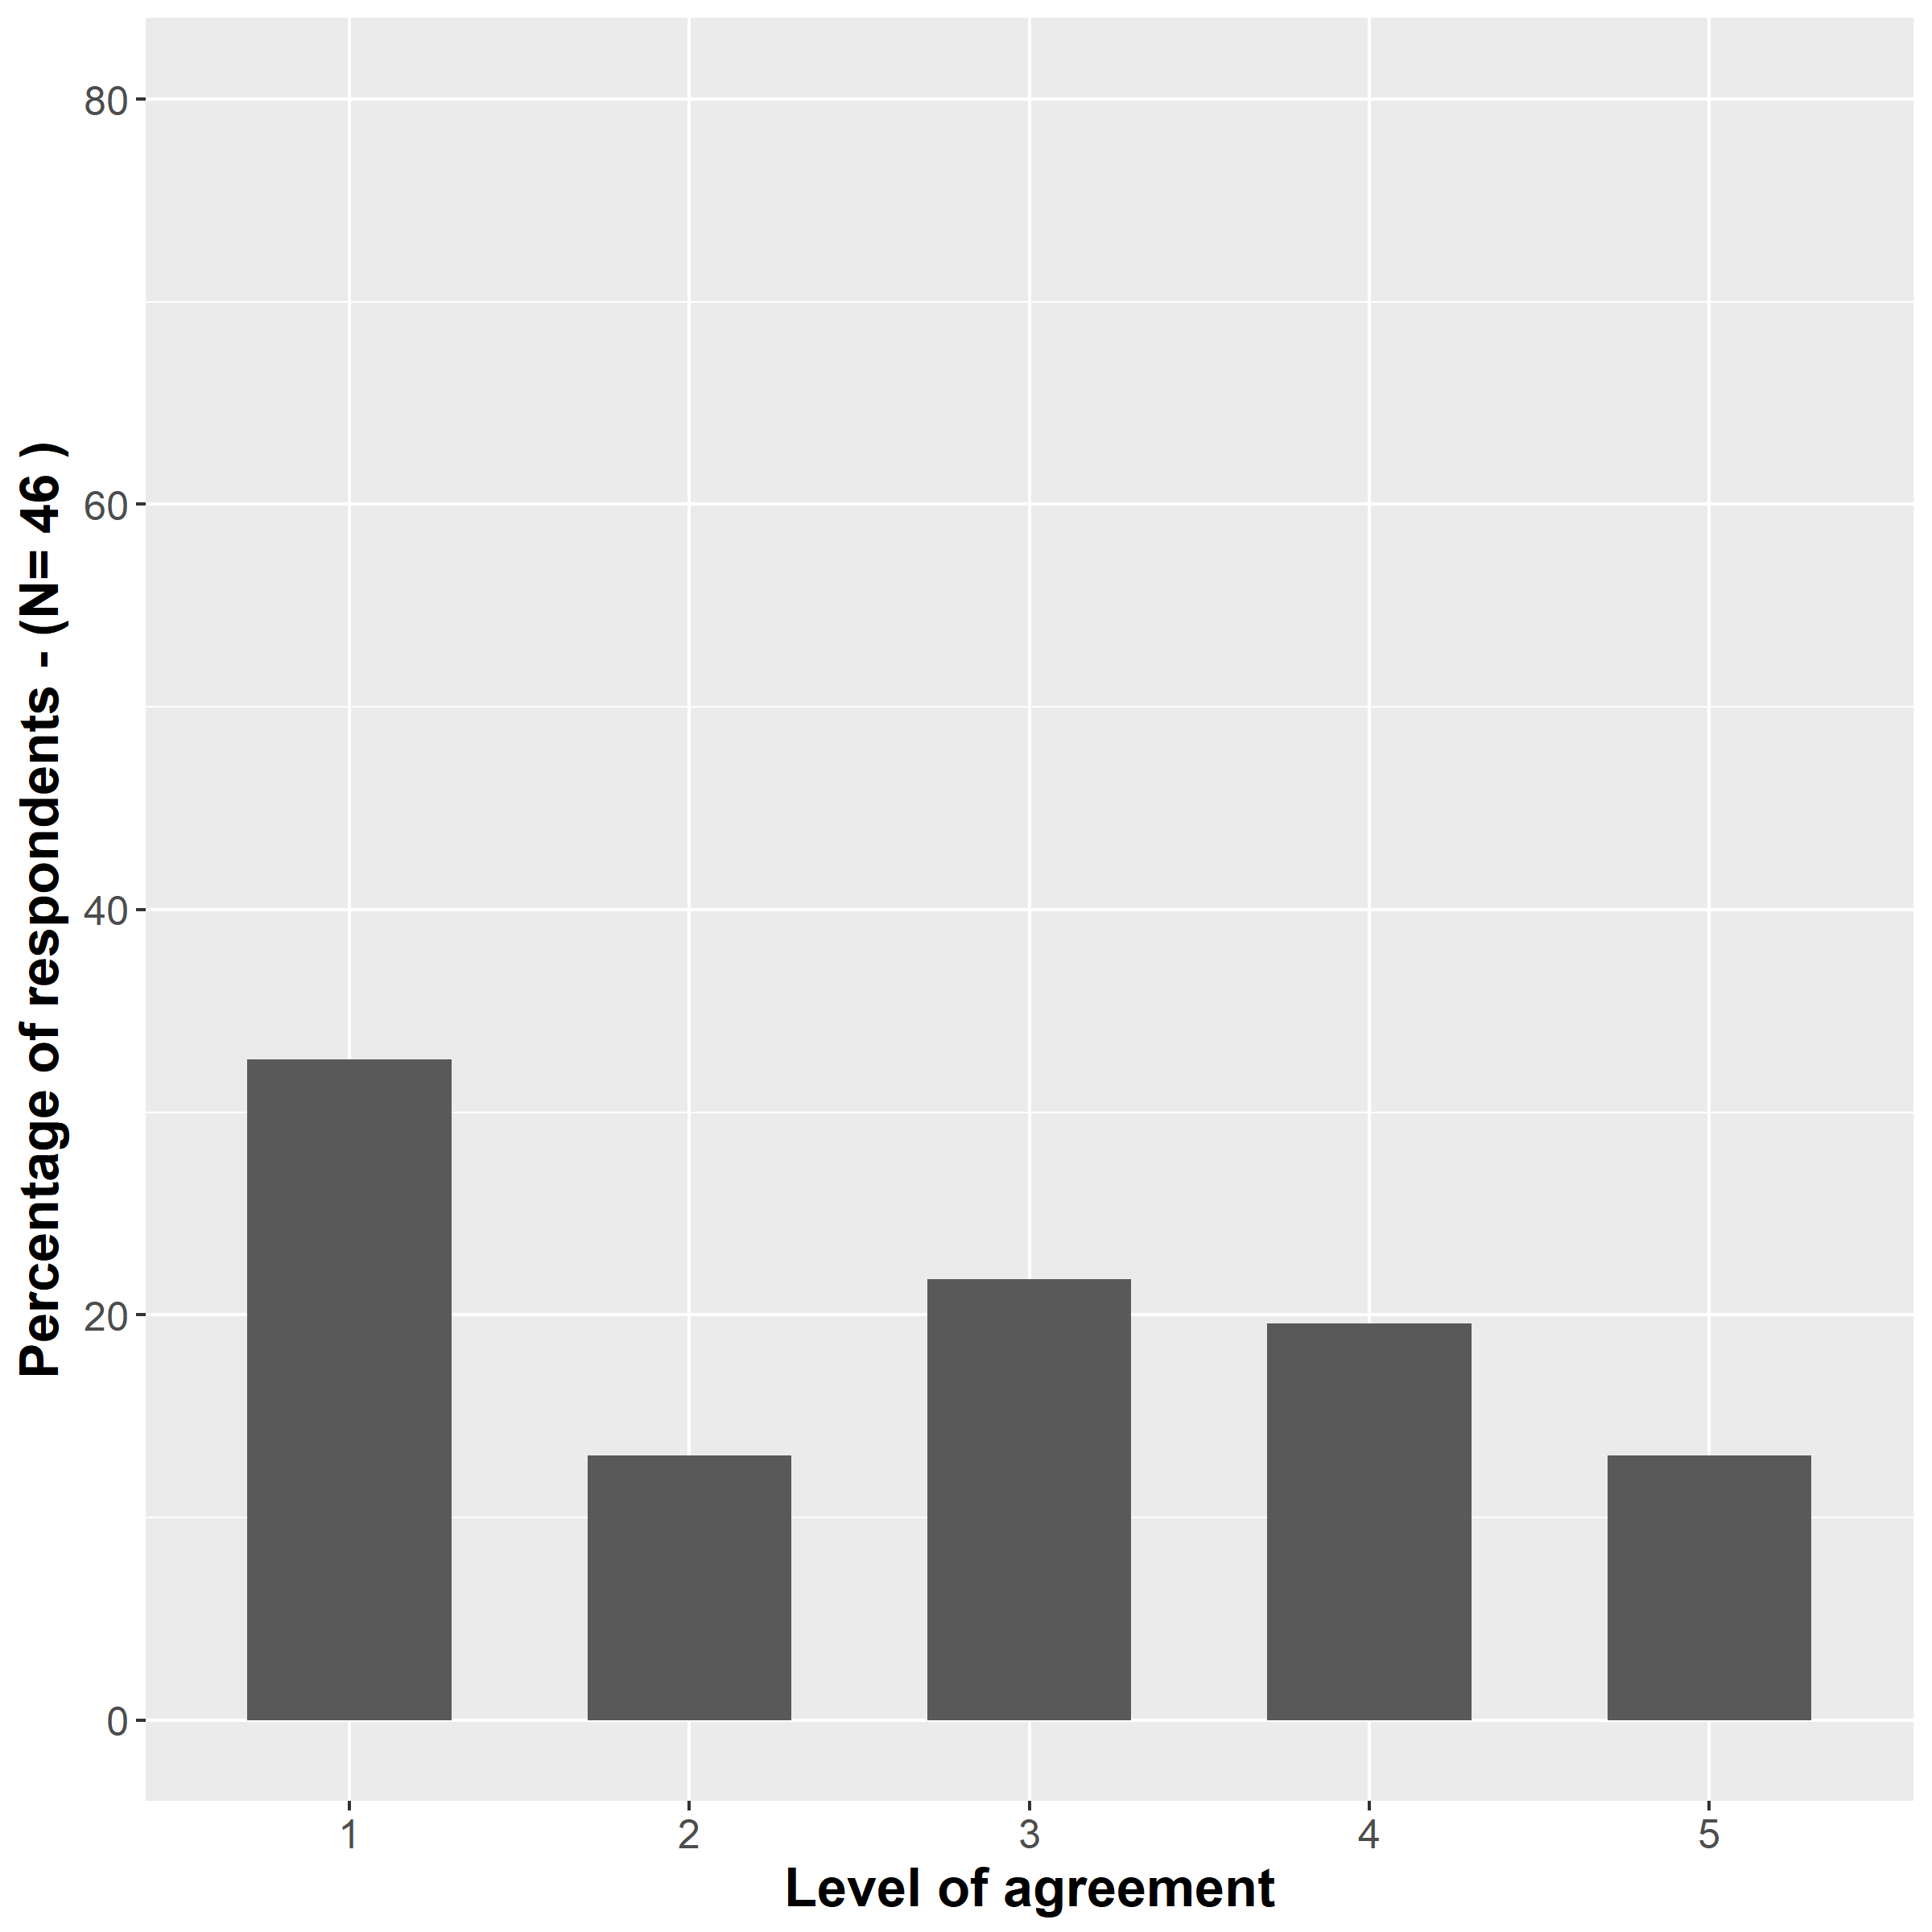 Percentage of respondents - (N= 46 )
80
60
40
20
0
1 2 3 4 5
Level of agreement